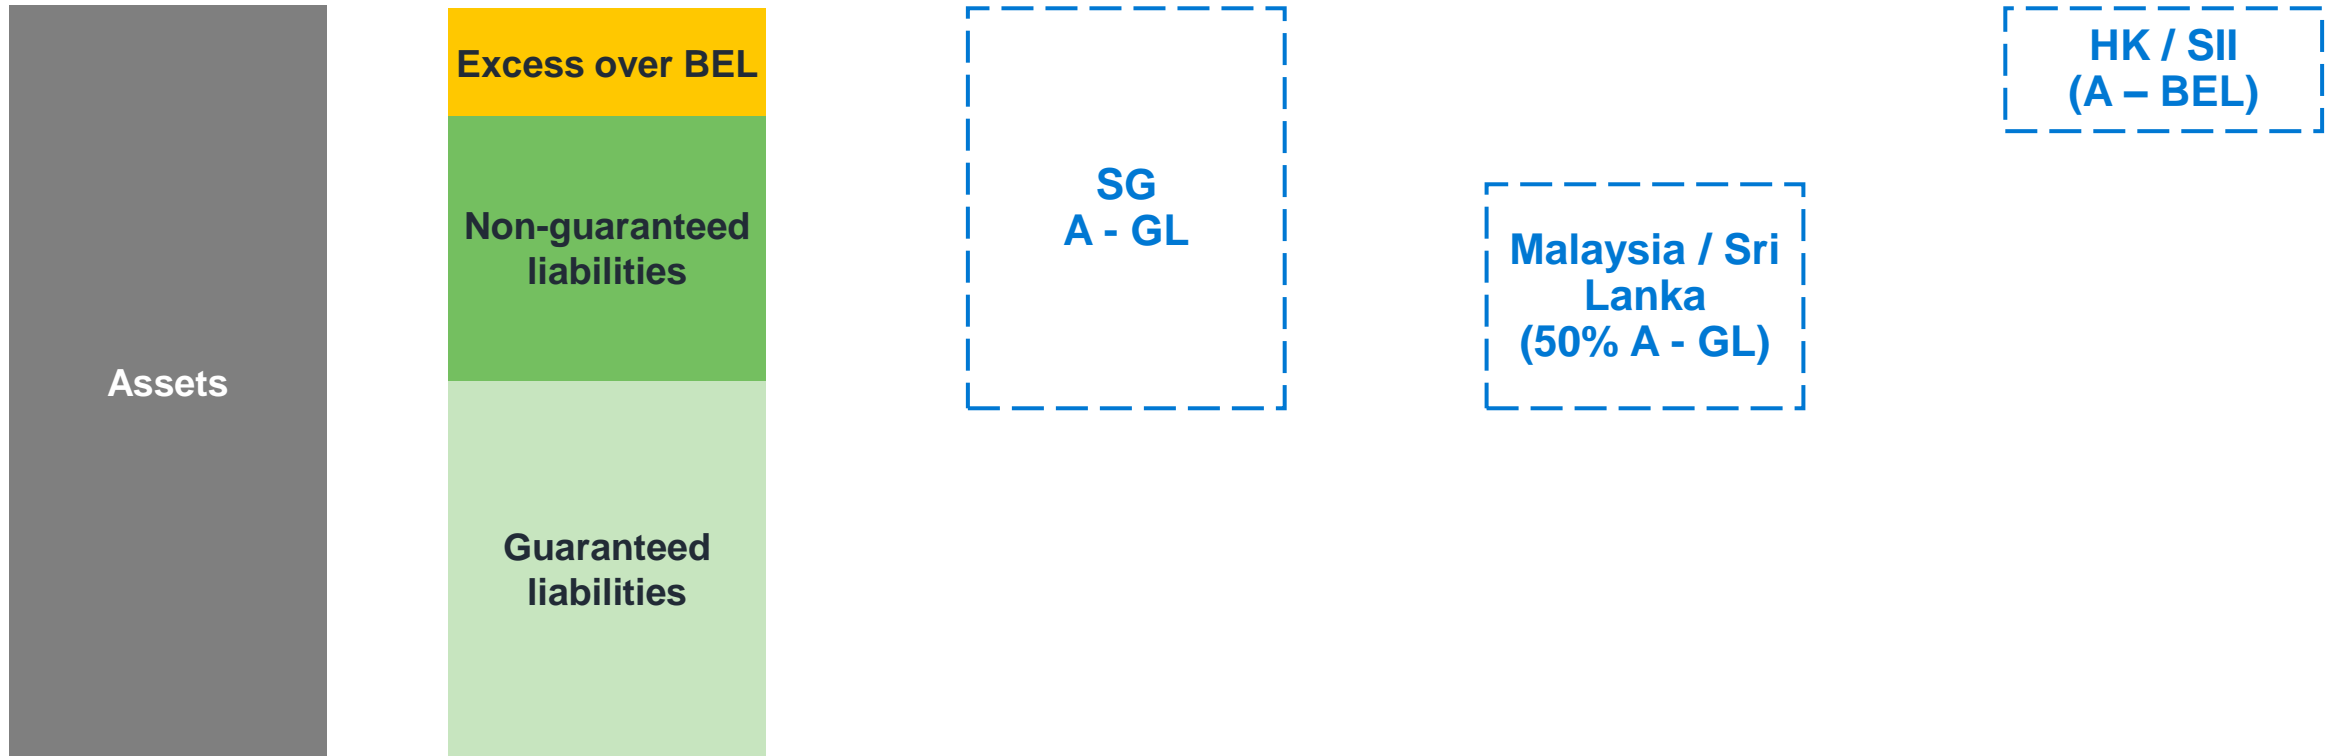 Assets
Excess over BEL
Non-guaranteed
liabilities
Guaranteed
liabilities
SG
A - GL
Malaysia / Sri
Lanka
(50% A - GL)
HK / SII
(A – BEL)